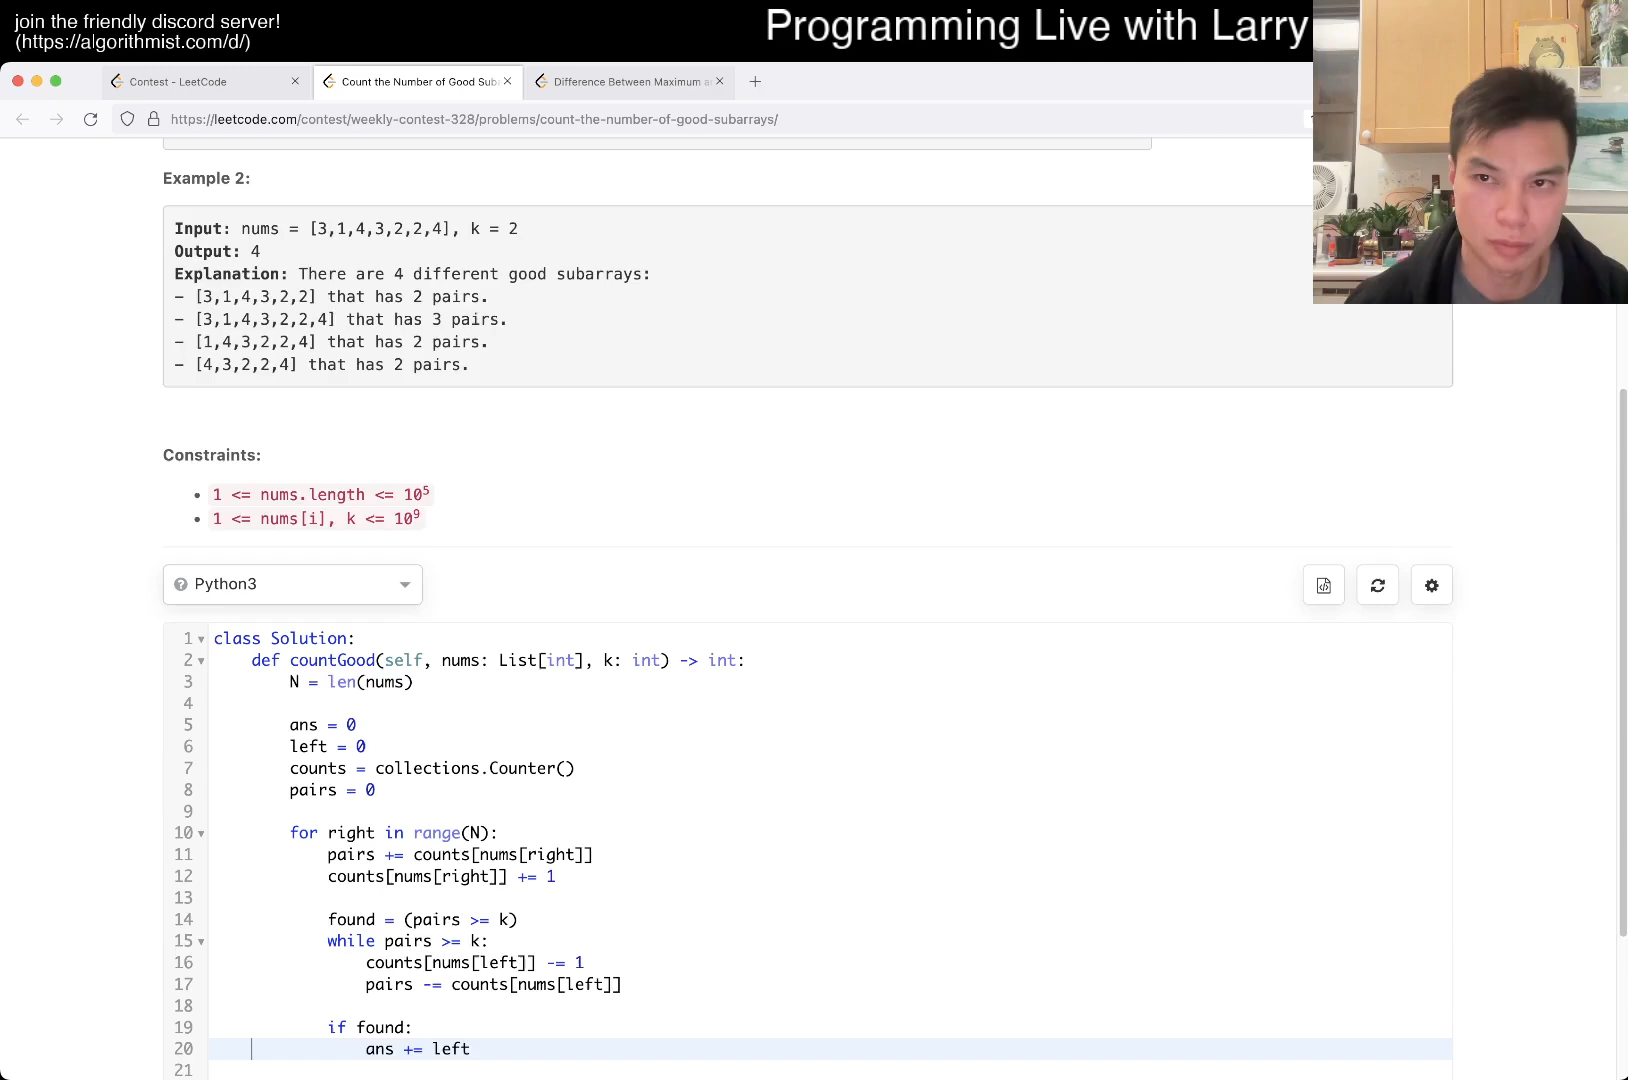 join the friendly discord server!
(https://algorithmist.com/d/)
Programming Live with Larry
Contest - LeetCode
Count the Number of Good Sub
Difference Between Maximum
https://leetcode.com/contest/weekly-contest-328/problems/count-the-number-of-good-subarrays/
Example 2:
Input: nums = [3,1,4,3,2,2,4], k = 2
Output: 4
Explanation: There are 4 different good subarrays:
- [3,1,4,3,2,2] that has 2 pairs.
- [3,1,4,3,2,2,4] that has 3 pairs.
- [1,4,3,2,2,4] that has 2 pairs.
- [4,3,2,2,4] that has 2 pairs.
Constraints:
• 1 <= nums.length <= 10⁵
• 1 <= nums[i], k <= 10⁹
Python3
1 class Solution:
2 def countGood(self, nums: List[int], k: int) -> int:
3 N = len(nums)
4
5 ans = 0
6 left = 0
7 counts = collections.Counter()
8 pairs = 0
9
10 for right in range(N):
11 pairs += counts[nums[right]]
12 counts[nums[right]] += 1
13
14 found = (pairs >= k)
15 while pairs >= k:
16 counts[nums[left]] -= 1
17 pairs -= counts[nums[left]]
18
19 if found:
20 ans += left
21